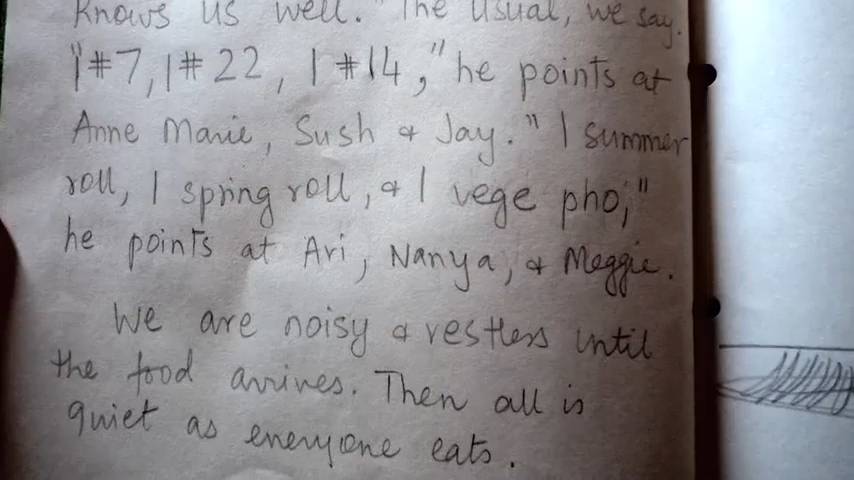 Knows us well. "The Usual, we say.
"1#7, 1#22, 1#14," he points at
Anne Marie, Sush & Jay. "1 summer
roll, 1 spring roll, & 1 vege pho,"
he points at Ari, Nanya, & Meggie.
We are noisy & restless until
the food arrives. Then all is
quiet as everyone eats.